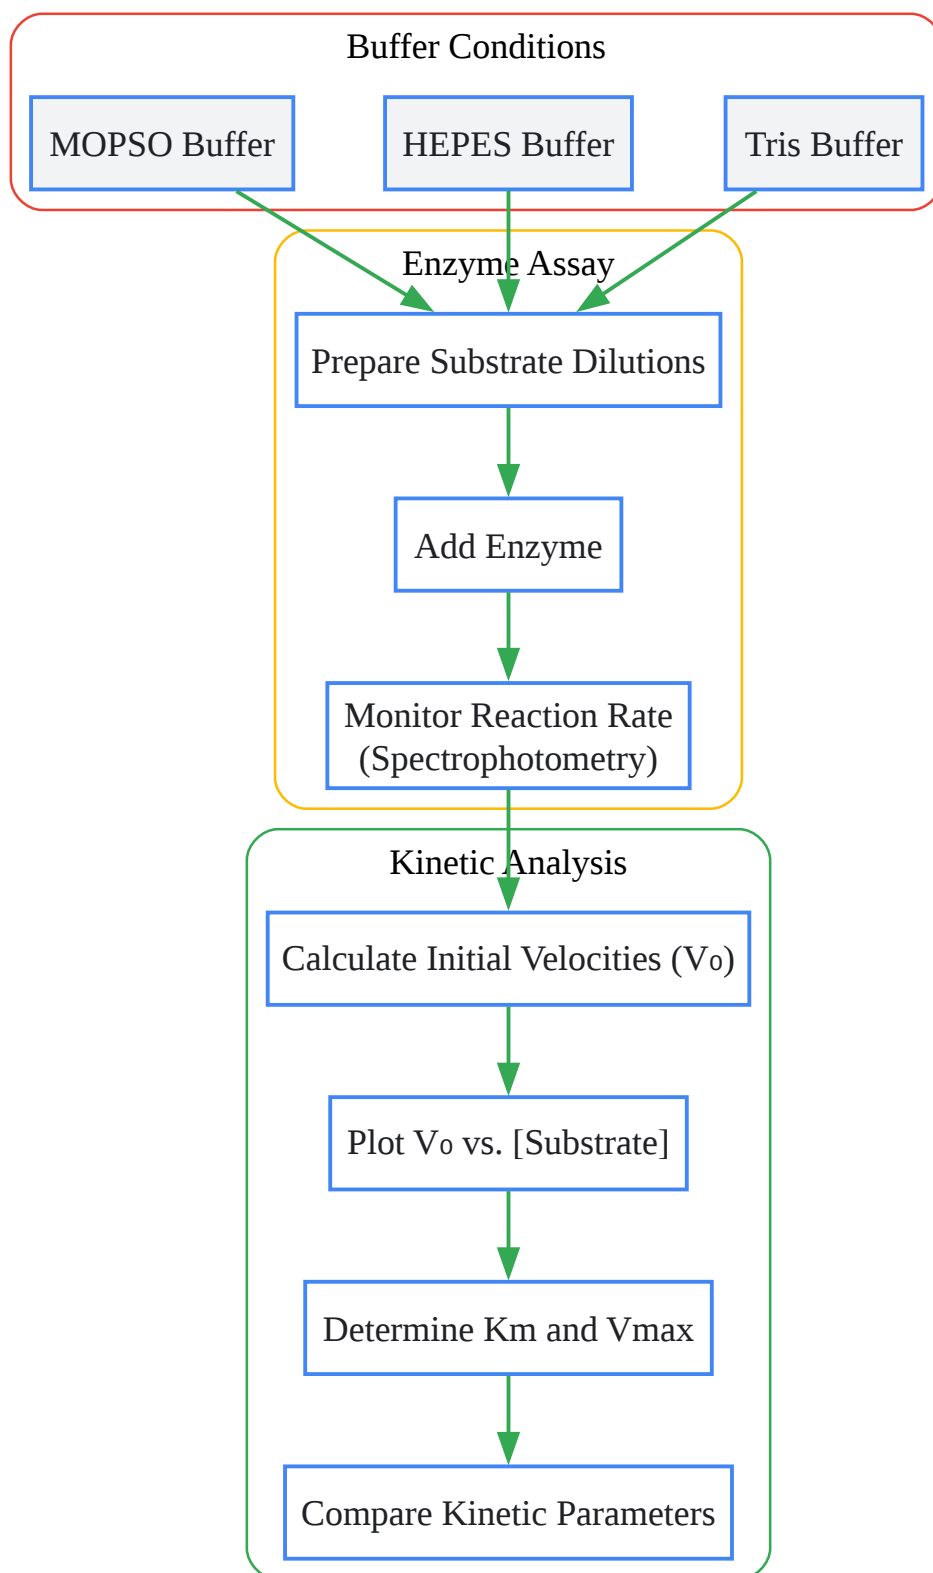 Buffer Conditions
MOPSO Buffer
HEPES Buffer
Tris Buffer
Enzyme Assay
Prepare Substrate Dilutions
Add Enzyme
Monitor Reaction Rate
(Spectrophotometry)
Kinetic Analysis
Calculate Initial Velocities (V₀)
Plot V₀ vs. [Substrate]
Determine Km and Vmax
Compare Kinetic Parameters